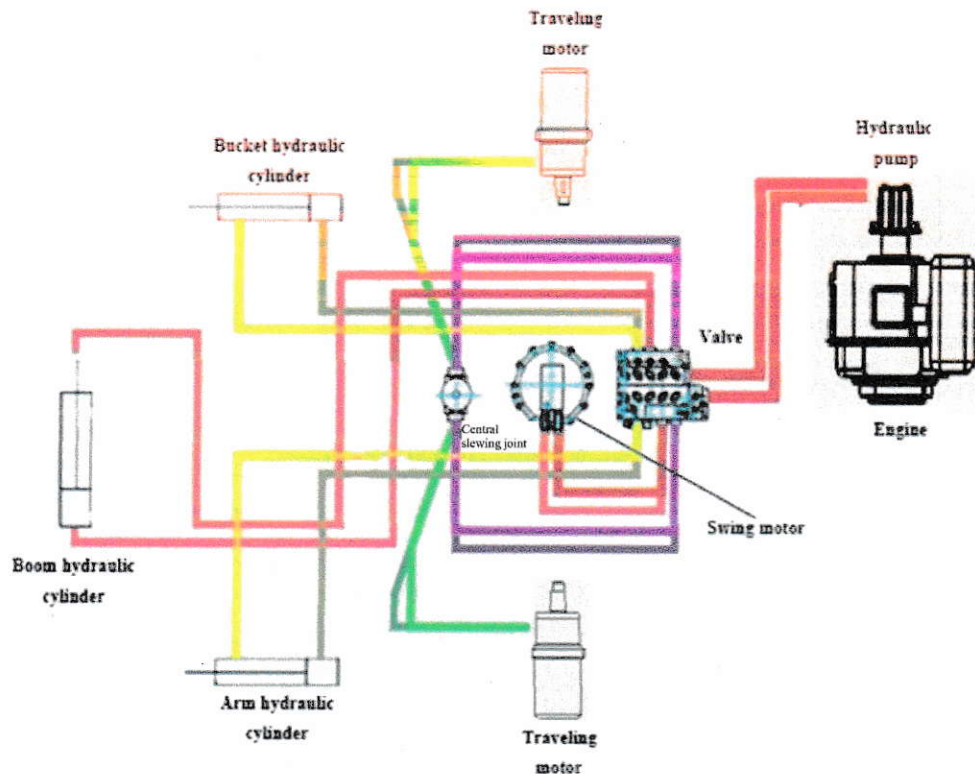 Traveling
motor
Bucket hydraulic
cylinder
Hydraulic
pump
Valve
Central
slewing joint
Engine
Swing motor
Boom hydraulic
cylinder
Arm hydraulic
cylinder
Traveling
motor